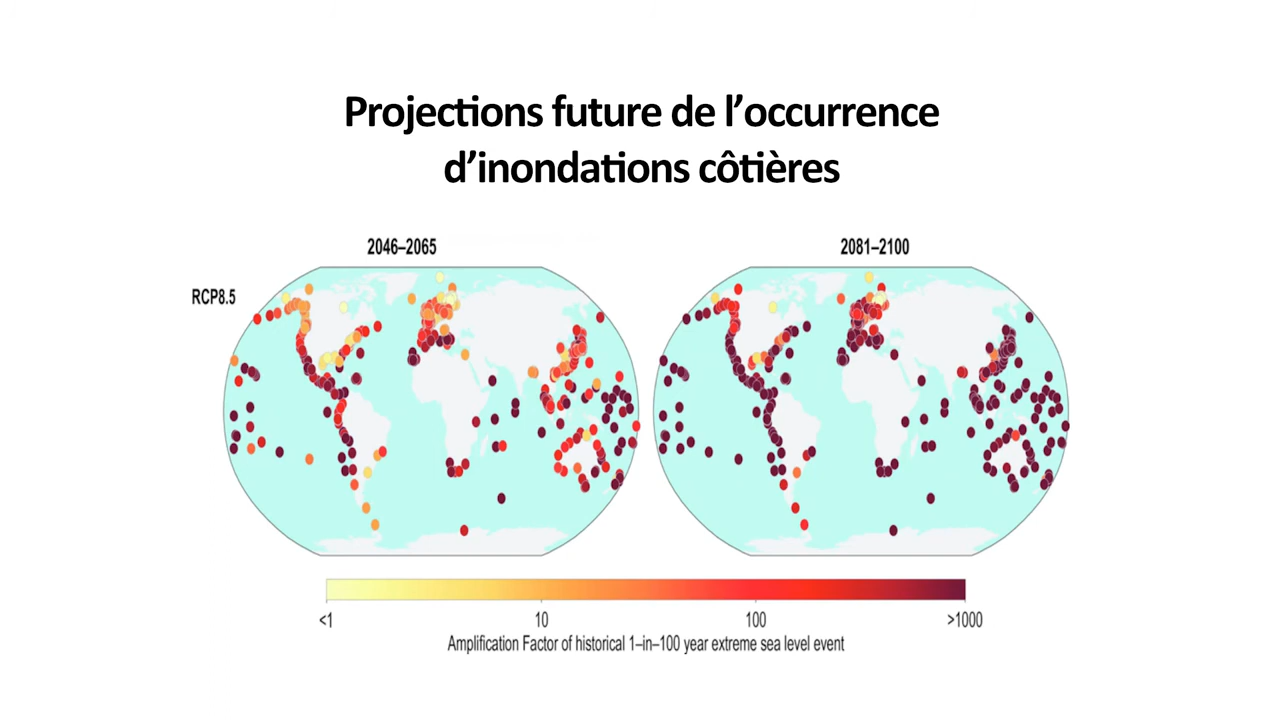 Projections future de l’occurrence
d’inondations côtières
2046–2065
2081–2100
RCP8.5
<1
10
100
>1000
Amplification Factor of historical 1–in–100 year extreme sea level event